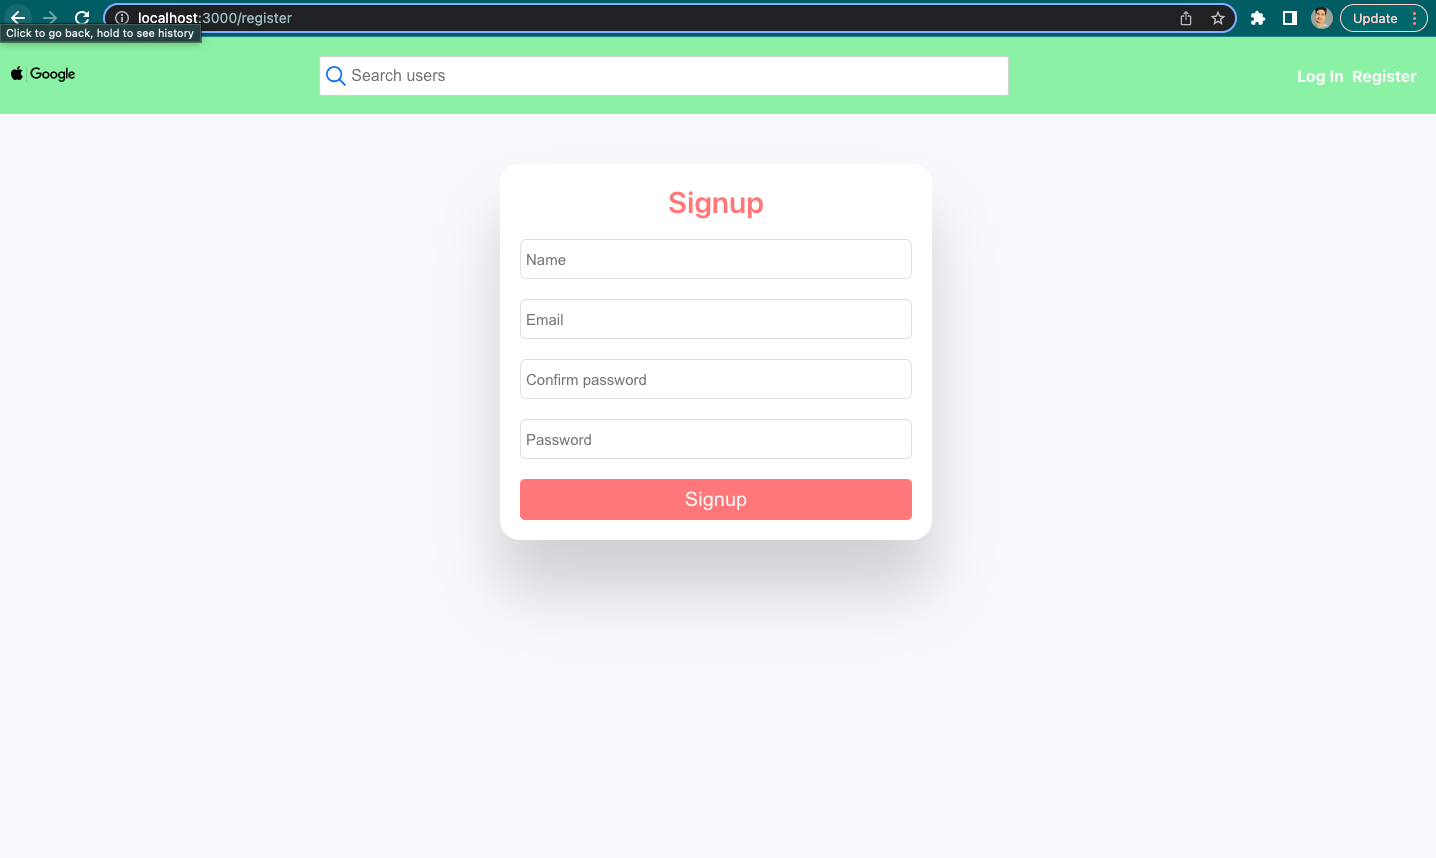 localhost:3000/register
Update
Click to go back, hold to see history
Google
Search users
Log In Register
Signup
Name
Email
Confirm password
Password
Signup